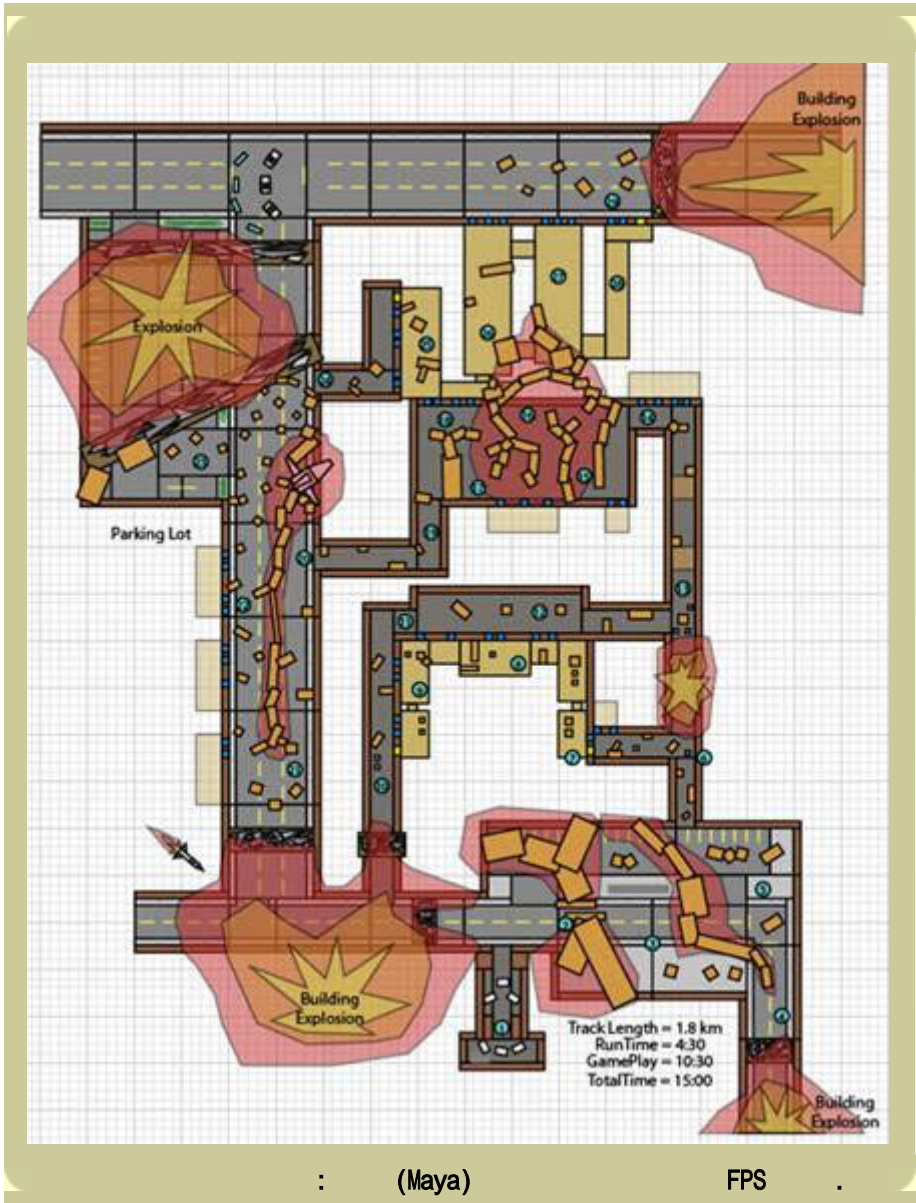 Building
Explosion
Explosion
Parking Lot
Building
Explosion
Track Length = 1.8 km
RunTime = 4:30
GamePlay = 10:30
TotalTime = 15:00
Building
Explosion
: (Maya) FPS .